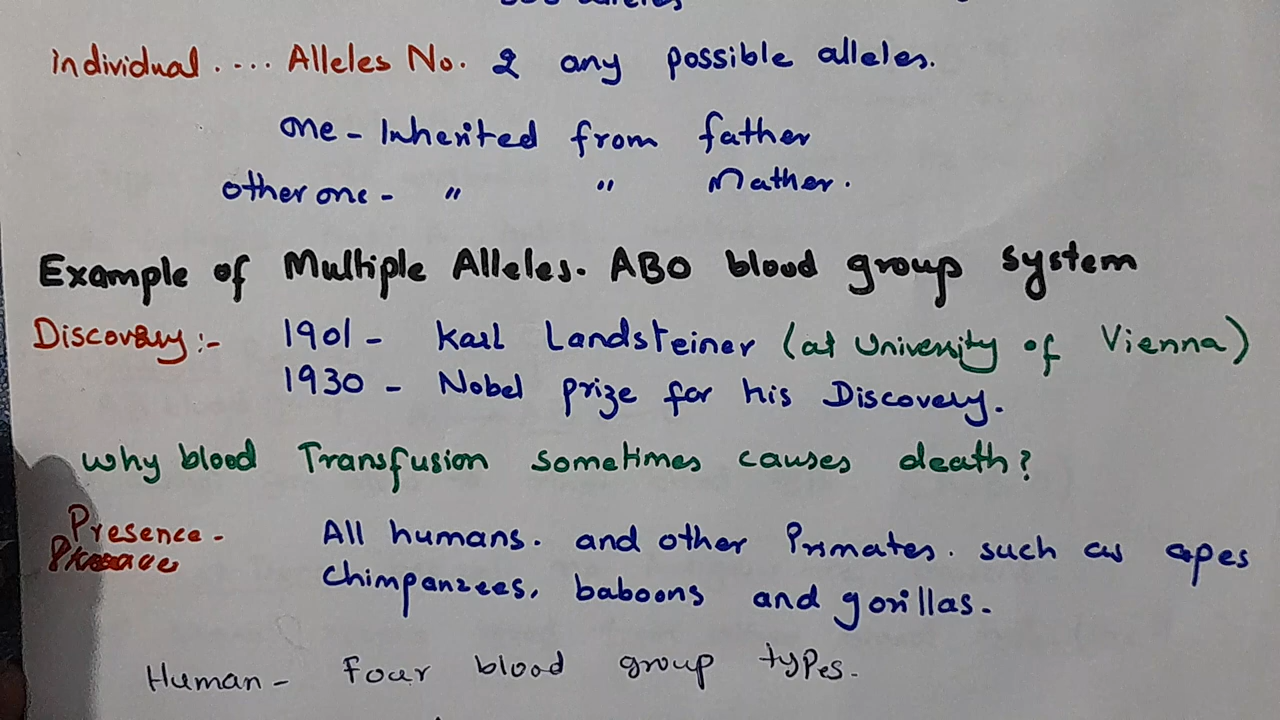 alleles
individual .... Alleles No. 2 any possible alleles.
one - Inherited from father
other one - " " Mather.
Example of Multiple Alleles. ABO blood group system
Discovery :- 1901 - Karl Landsteiner (at University of Vienna)
1930 - Nobel prize for his Discovery.
why blood Transfusion sometimes causes death?
Presence - All humans. and other Primates. such as apes
chimpanzees, baboons and gorillas.
Human - Four blood group types.